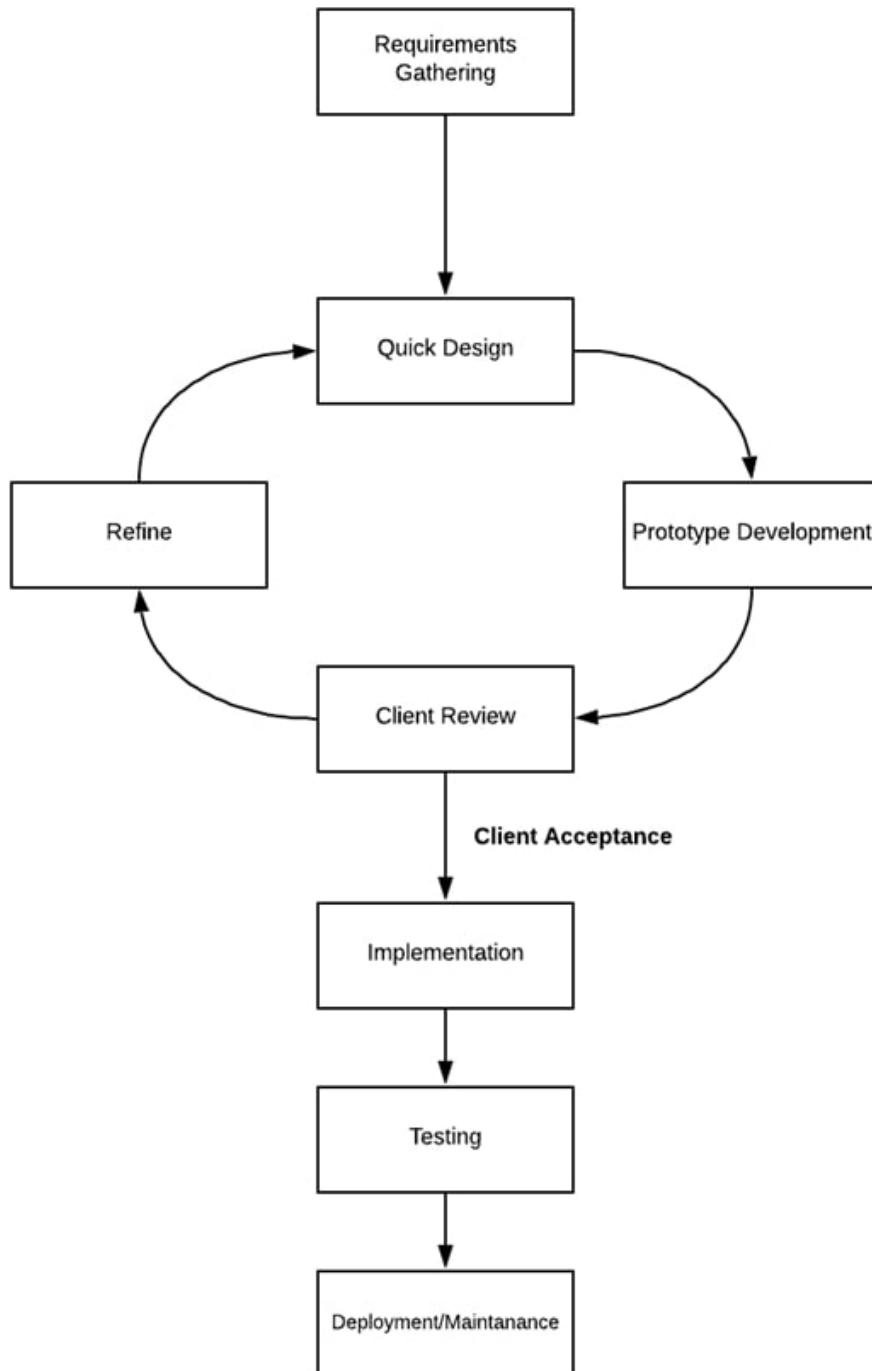 Requirements
Gathering
Quick Design
Refine
Prototype Development
Client Review
Client Acceptance
Implementation
Testing
Deployment/Maintanance